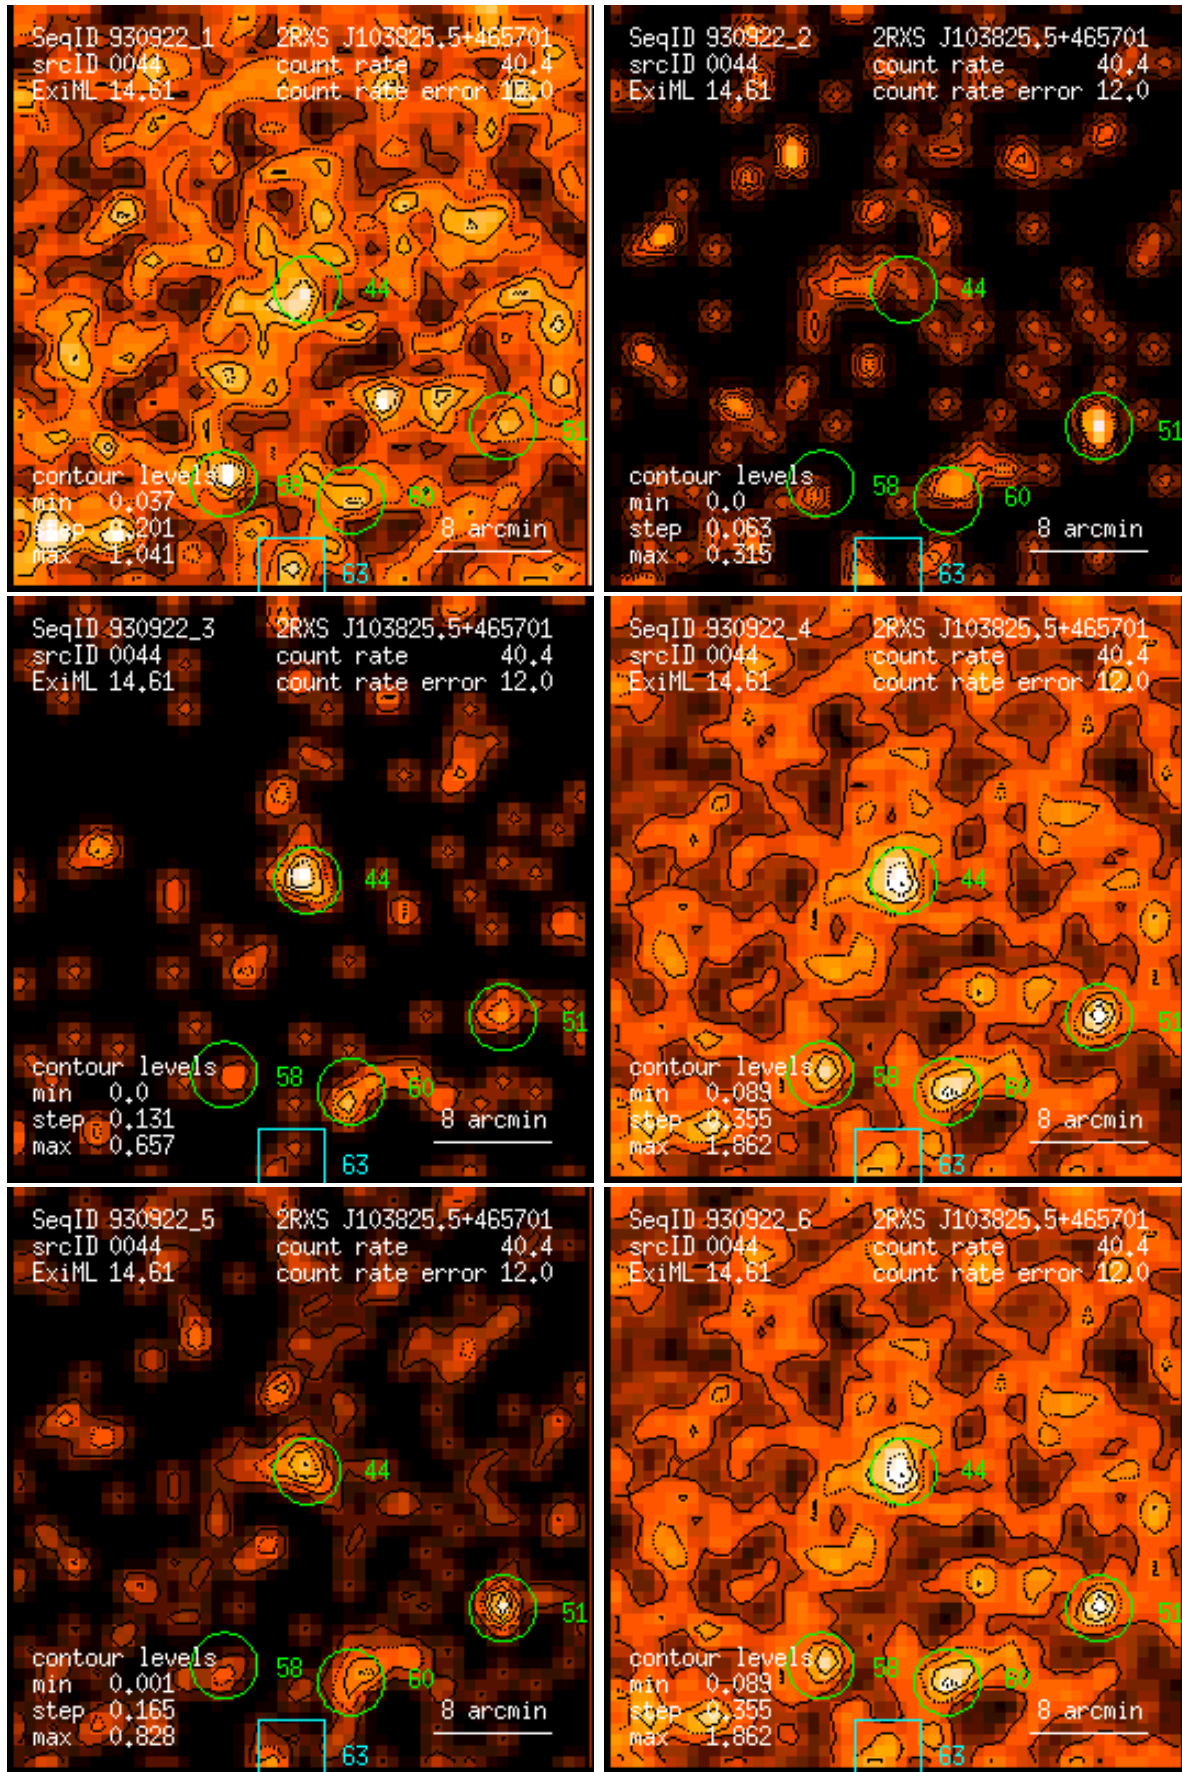 SeqID 930922_1 2RXS J103825.5+465701
srcID 0044 count rate 40.4
ExiML 14.61 count rate error 12.0
44
51
contour levels 58 60
min 0.037
step 0.201 8 arcmin
max 1.041 63
SeqID 930922_2 2RXS J103825.5+465701
srcID 0044 count rate 40.4
ExiML 14.61 count rate error 12.0
44
51
contour levels 58 60
min 0.0
step 0.063 8 arcmin
max 0.315 63
SeqID 930922_3 2RXS J103825.5+465701
srcID 0044 count rate 40.4
ExiML 14.61 count rate error 12.0
44
51
contour levels 58 60
min 0.0
step 0.131 8 arcmin
max 0.657 63
SeqID 930922_4 2RXS J103825.5+465701
srcID 0044 count rate 40.4
ExiML 14.61 count rate error 12.0
44
51
contour levels 58 60
min 0.089
step 0.355 8 arcmin
max 1.862 63
SeqID 930922_5 2RXS J103825.5+465701
srcID 0044 count rate 40.4
ExiML 14.61 count rate error 12.0
44
51
contour levels 58 60
min 0.001
step 0.165 8 arcmin
max 0.828 63
SeqID 930922_6 2RXS J103825.5+465701
srcID 0044 count rate 40.4
ExiML 14.61 count rate error 12.0
44
51
contour levels 58 60
min 0.089
step 0.355 8 arcmin
max 1.862 63